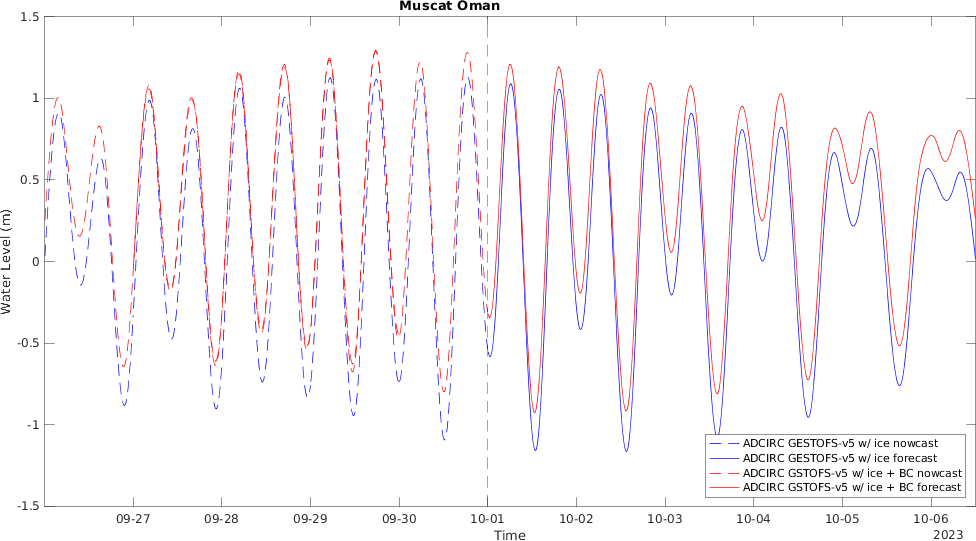 Muscat Oman
1.5
1
0.5
0
-0.5
-1
-1.5
Water Level (m)
09-27 09-28 09-29 09-30 10-01 10-02 10-03 10-04 10-05 10-06
Time
2023
ADCIRC GESTOFS-v5 w/ ice nowcast
ADCIRC GESTOFS-v5 w/ ice forecast
ADCIRC GSTOFS-v5 w/ ice + BC nowcast
ADCIRC GSTOFS-v5 w/ ice + BC forecast